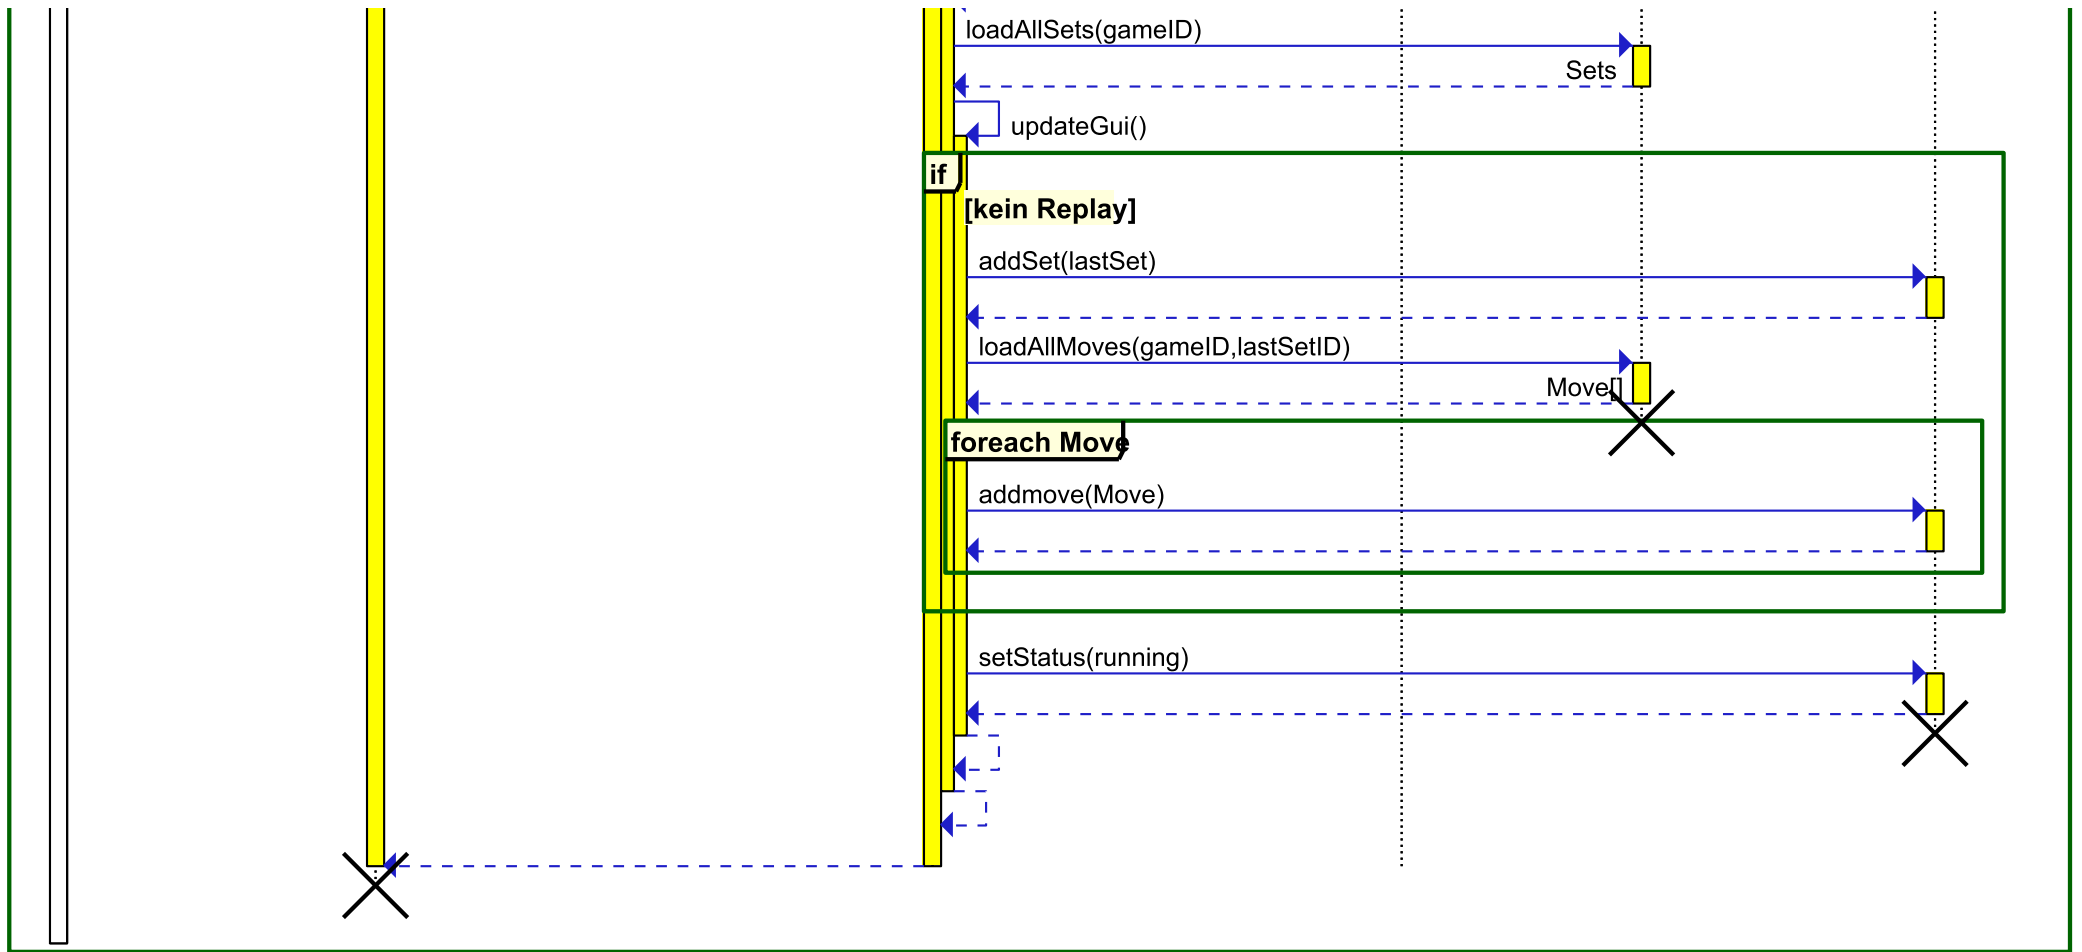 loadAllSets(gameID)
Sets
updateGui()
if
[kein Replay]
addSet(lastSet)
loadAllMoves(gameID,lastSetID)
Move[]
foreach Move
addmove(Move)
setStatus(running)